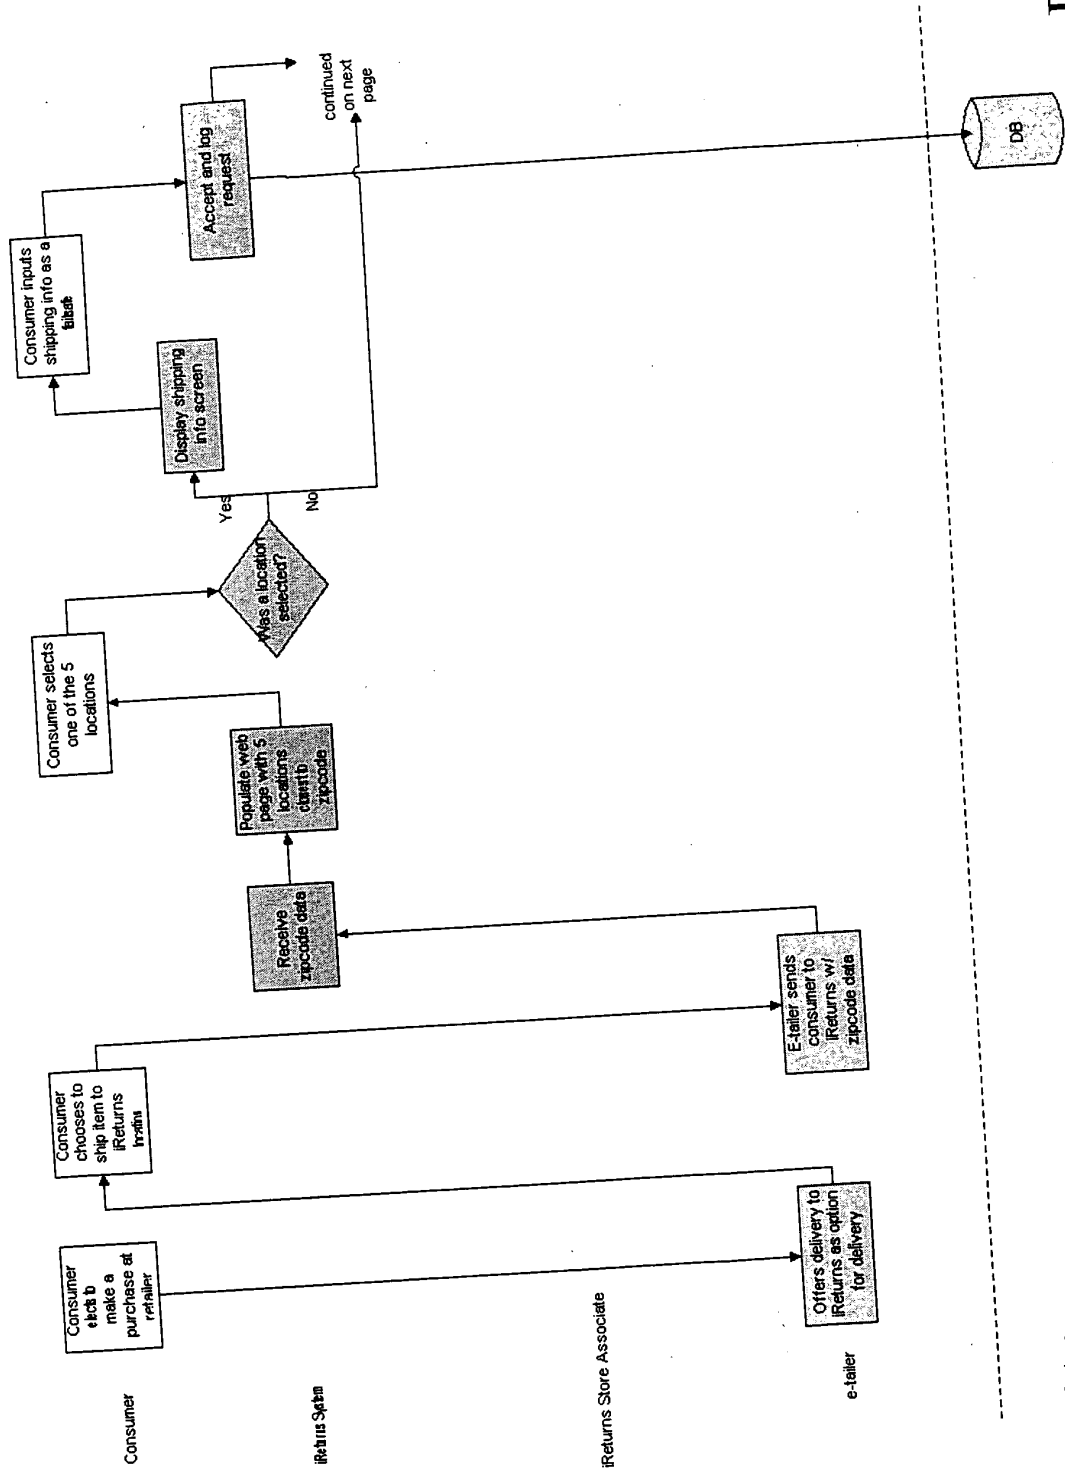 Consumer
Consumer
elects to
make a
purchase at
retailer
Consumer
chooses to
ship item to
iReturns
Consumer selects
one of the 5
locations
Consumer inputs
shipping info as a
iReturns System
Receive
zipcode data
Populate web
page with 5
locations
closest to
zipcode
Was a location
selected?
Yes
No
Display shipping
info screen
Accept and log
request
continued
on next
page
iReturns Store Associate
e-tailer
Offers delivery to
iReturns as option
for delivery
E-tailer sends
consumer to
iReturns w/
zipcode data
DB